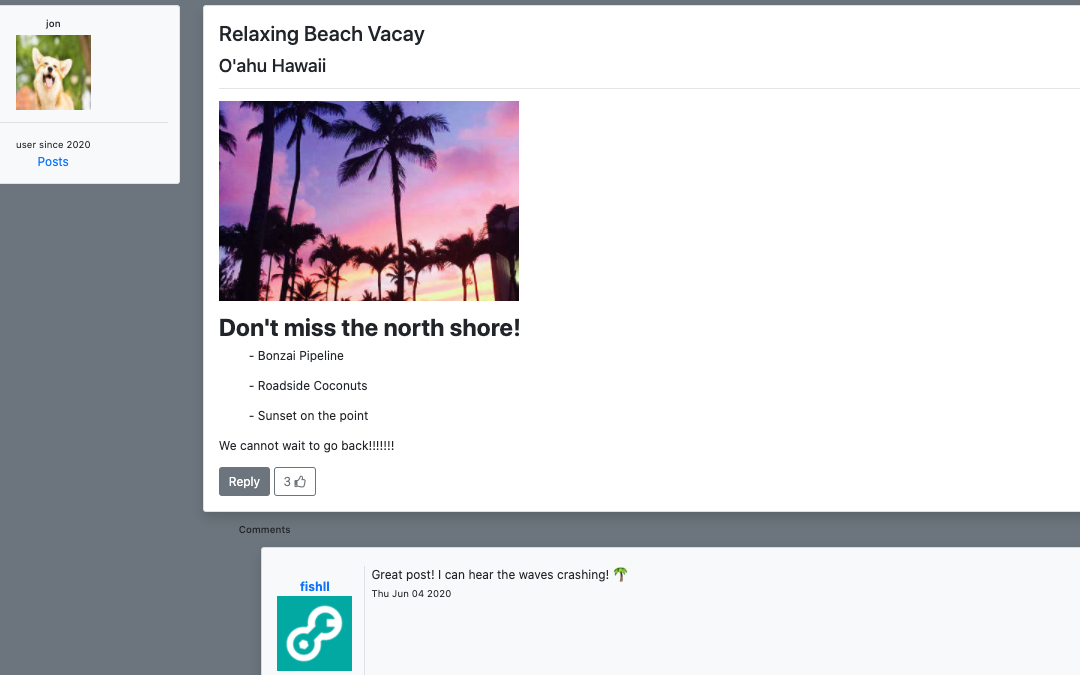 jon
user since 2020
Posts
Relaxing Beach Vacay
O'ahu Hawaii
Don't miss the north shore!
- Bonzai Pipeline
- Roadside Coconuts
- Sunset on the point
We cannot wait to go back!!!!!!!
Reply
3
Comments
fishll
Great post! I can hear the waves crashing! 🌴
Thu Jun 04 2020